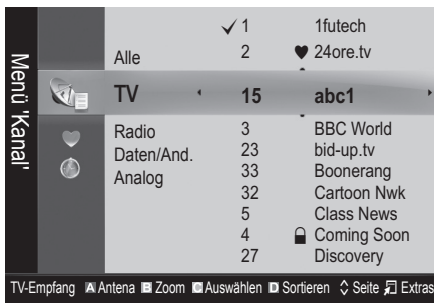 Menü 'Kanal'
✓ 1 1futech
Alle 2 ♥ 24ore.tv
TV 15 abc1
Radio 3 BBC World
Daten/And. 23 bid-up.tv
Analog 33 Boonerang
32 Cartoon Nwk
5 Class News
4 Coming Soon
27 Discovery
TV-Empfang A Antena B Zoom C Auswählen D Sortieren Seite Extras